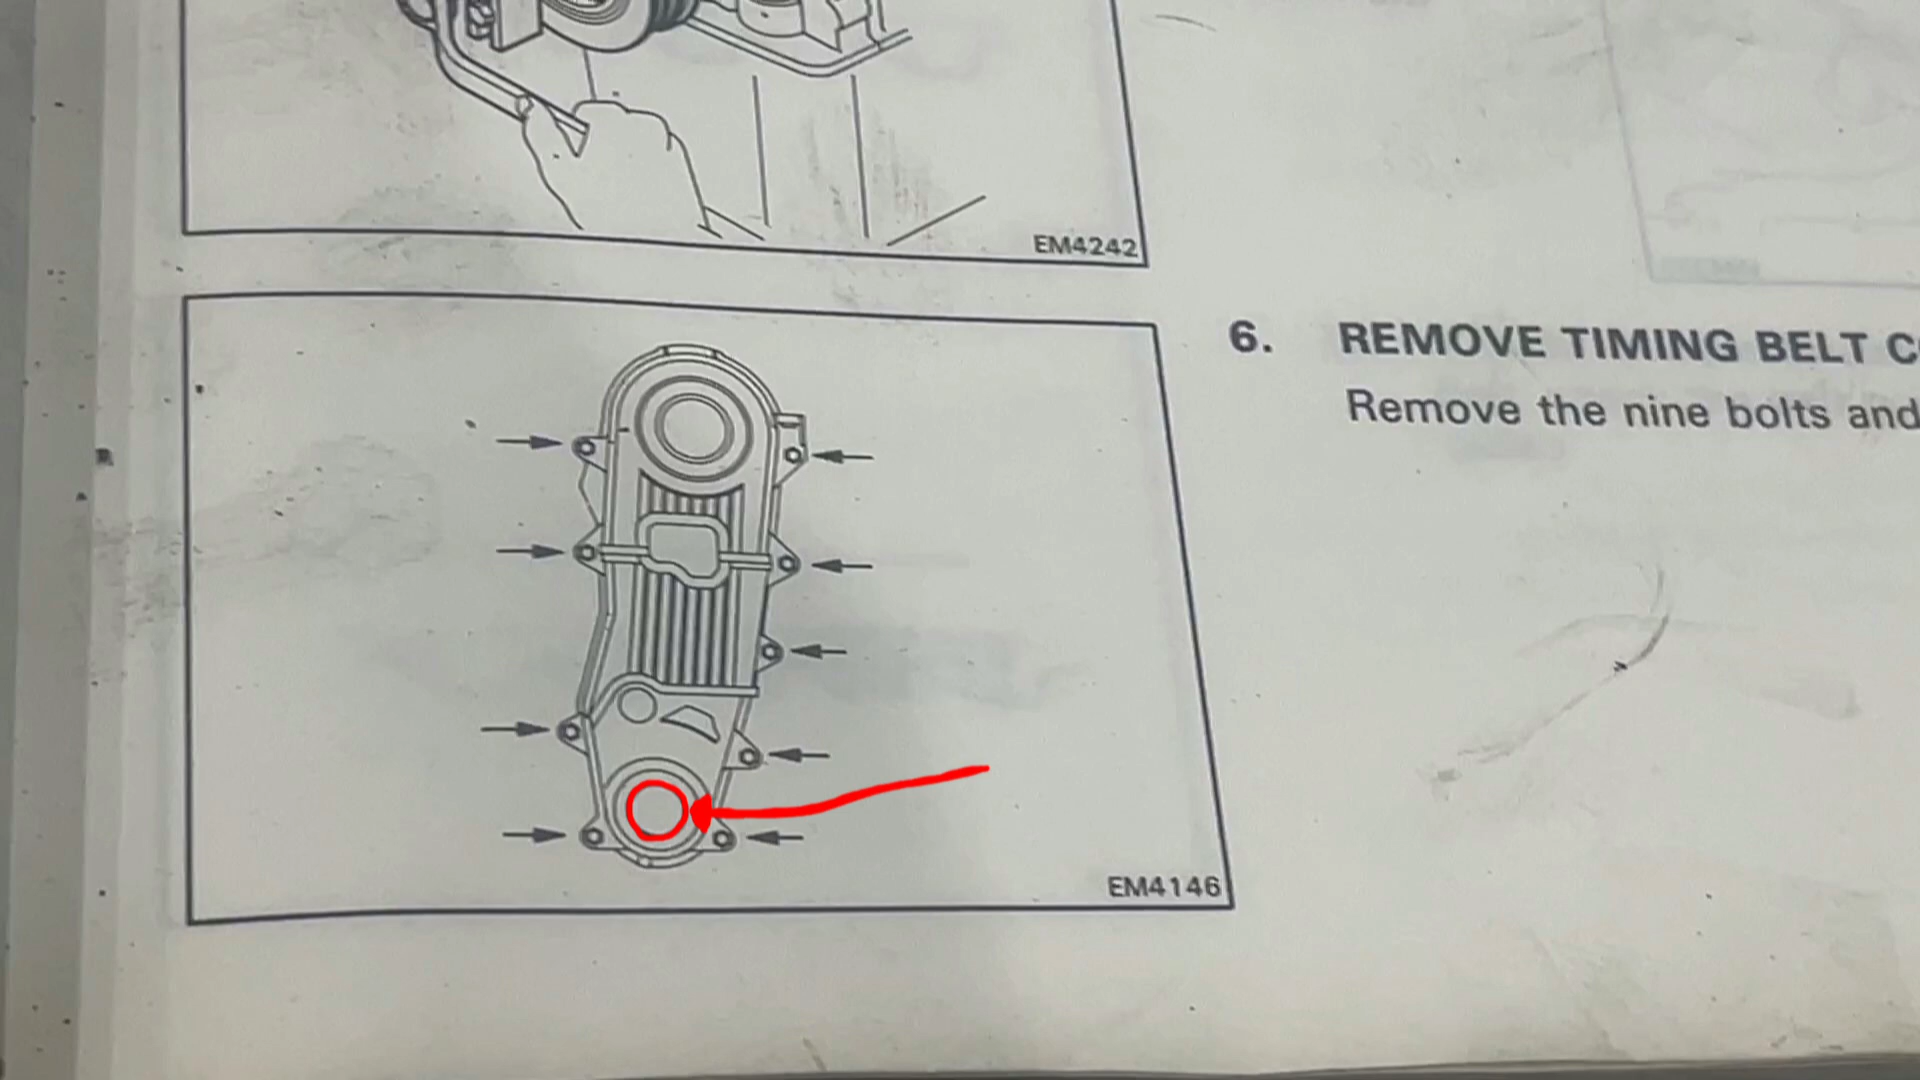 EM4242
6. REMOVE TIMING BELT
Remove the nine bolts and
EM4146